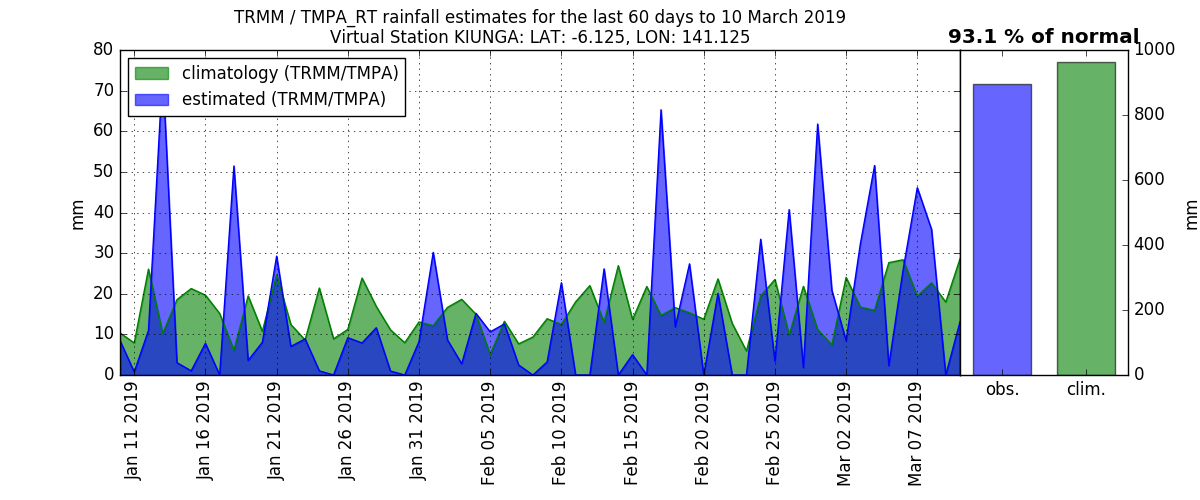 TRMM / TMPA_RT rainfall estimates for the last 60 days to 10 March 2019
Virtual Station KIUNGA: LAT: -6.125, LON: 141.125
93.1 % of normal
climatology (TRMM/TMPA)
estimated (TRMM/TMPA)
mm
80
70
60
50
40
30
20
10
0
Jan 11 2019
Jan 16 2019
Jan 21 2019
Jan 26 2019
Jan 31 2019
Feb 05 2019
Feb 10 2019
Feb 15 2019
Feb 20 2019
Feb 25 2019
Mar 02 2019
Mar 07 2019
1000
800
600
400
200
0
mm
obs.
clim.